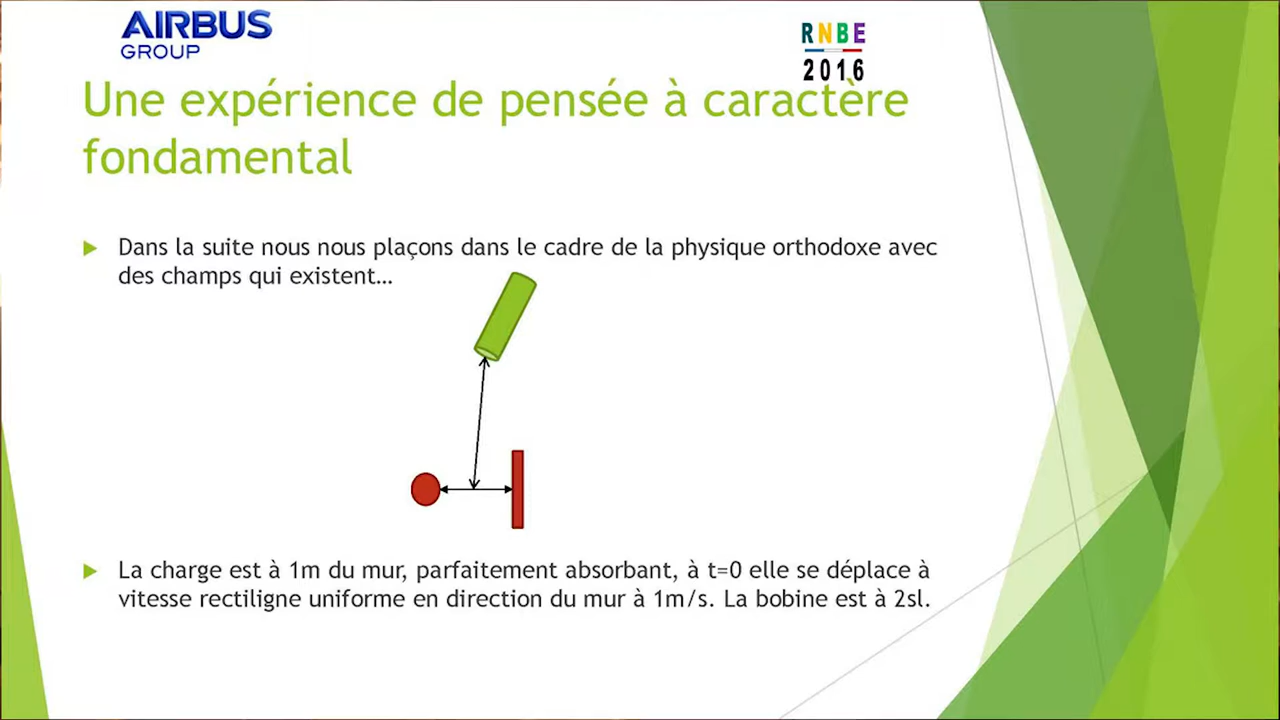 AIRBUS
GROUP
RNBE
2016
Une expérience de pensée à caractère
fondamental
Dans la suite nous nous plaçons dans le cadre de la physique orthodoxe avec
des champs qui existent…
La charge est à 1m du mur, parfaitement absorbant, à t=0 elle se déplace à
vitesse rectiligne uniforme en direction du mur à 1m/s. La bobine est à 2sl.